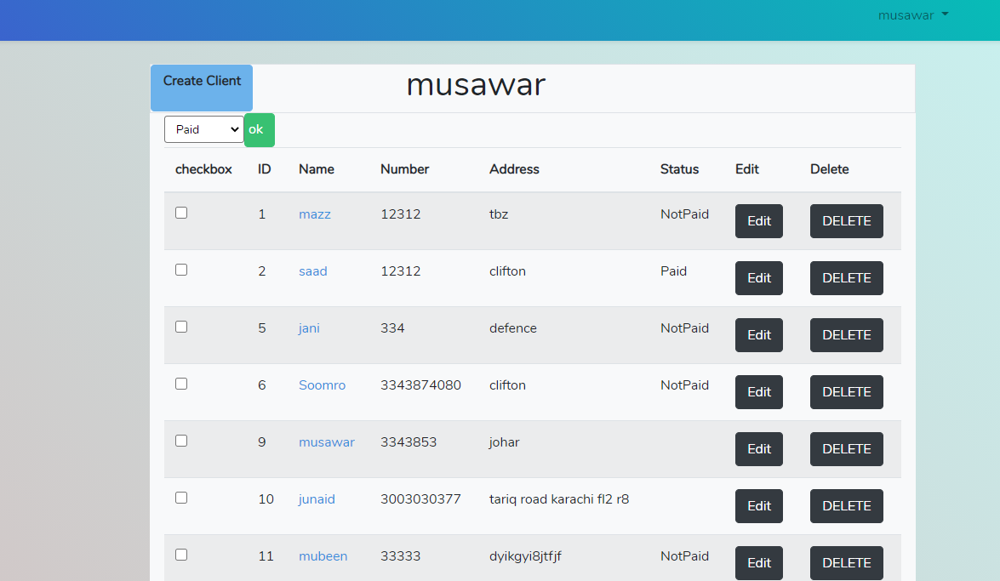 musawar
Create Client musawar
Paid ok
checkbox ID Name Number Address Status Edit Delete
1 mazz 12312 tbz NotPaid Edit DELETE
2 saad 12312 clifton Paid Edit DELETE
5 jani 334 defence NotPaid Edit DELETE
6 Soomro 3343874080 clifton NotPaid Edit DELETE
9 musawar 3343853 johar Edit DELETE
10 junaid 3003030377 tariq road karachi fl2 r8 Edit DELETE
11 mubeen 33333 dyikgyi8jtfjf NotPaid Edit DELETE